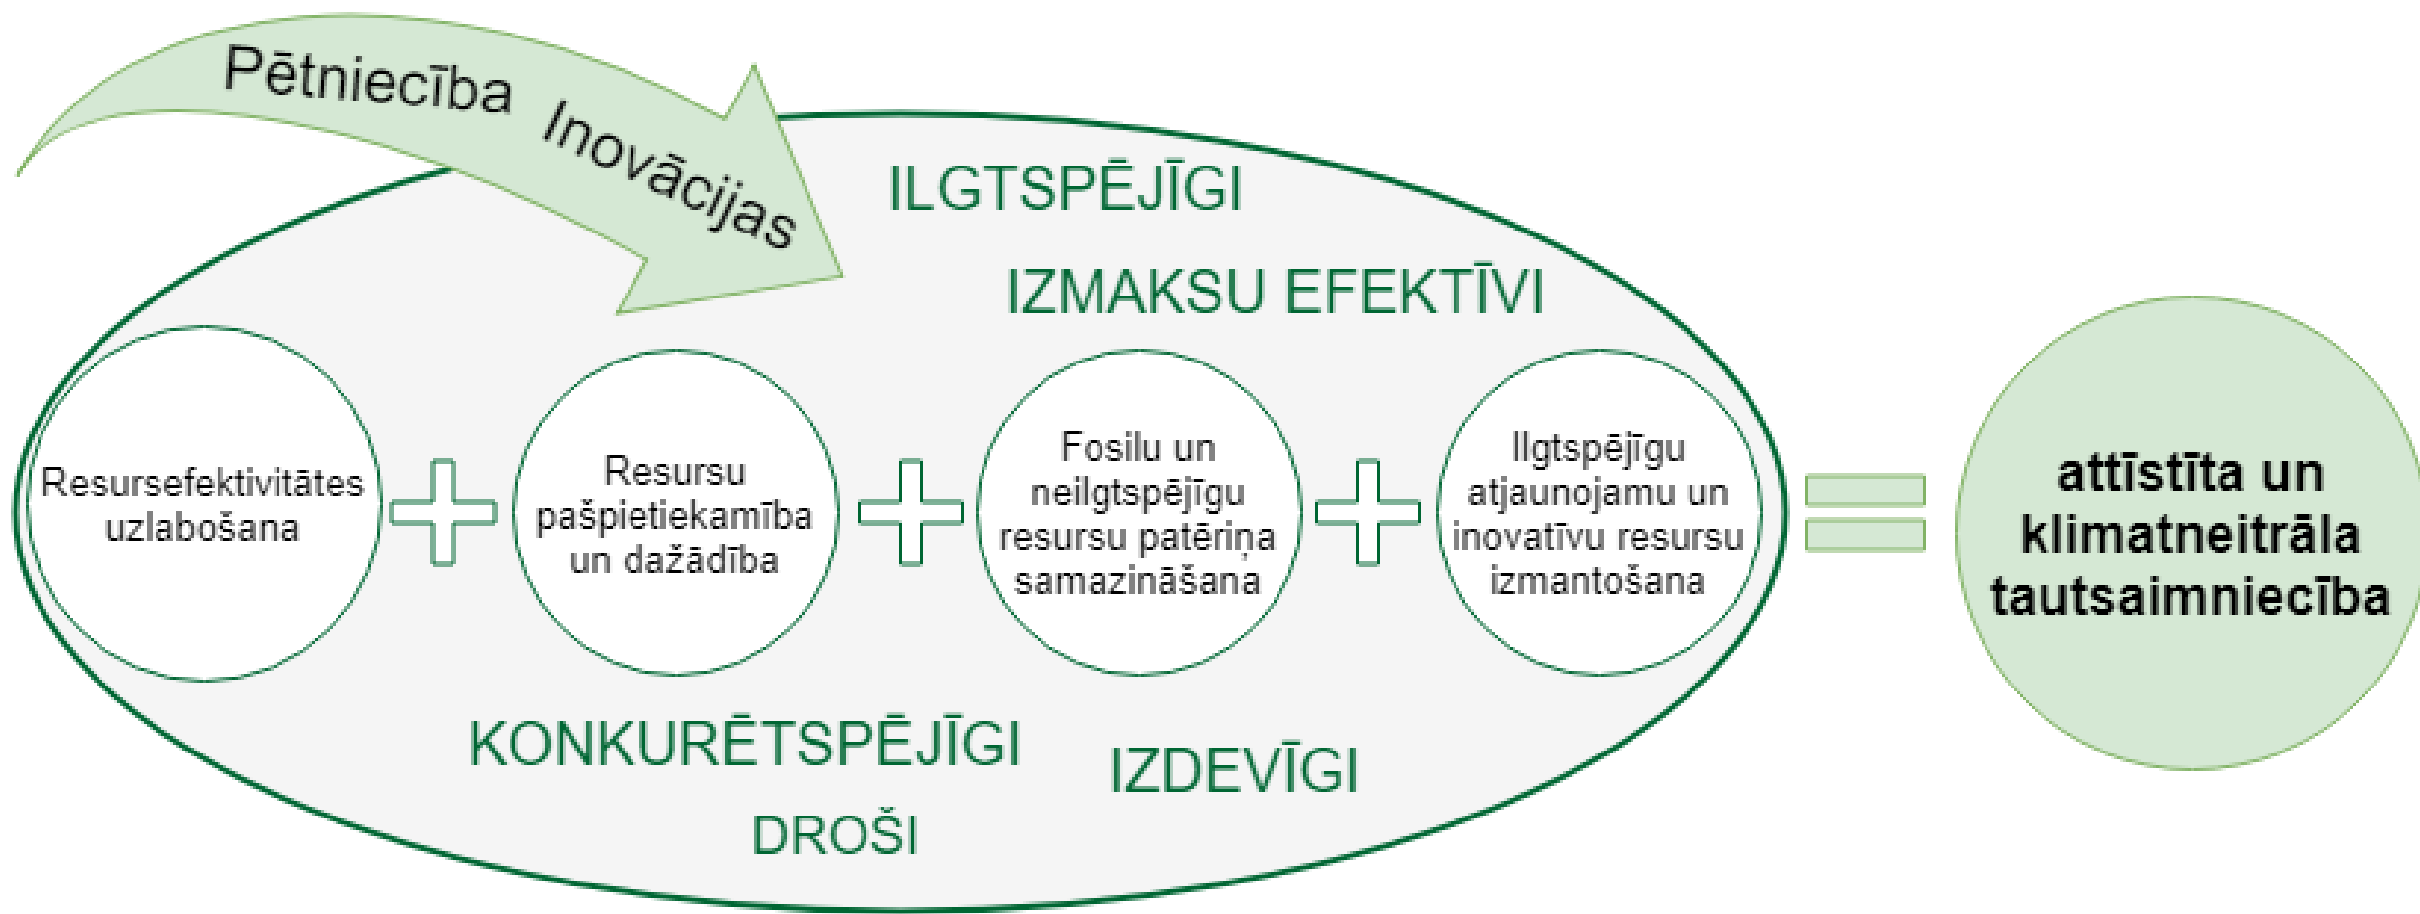 Pētniecība Inovācijas
ILGTSPĒJĪGI
IZMAKSU EFEKTĪVI
Resursefektivitātes
uzlabošana
Resursu
pašpietiekamība
un dažādība
Fosilu un
neilgtspējīgu
resursu patēriņa
samazināšana
Ilgtspējīgu
atjaunojamu un
inovatīvu resursu
izmantošana
attīstīta un
klimatneitrāla
tautsaimniecība
KONKURĒTSPĒJĪGI
IZDEVĪGI
DROŠI